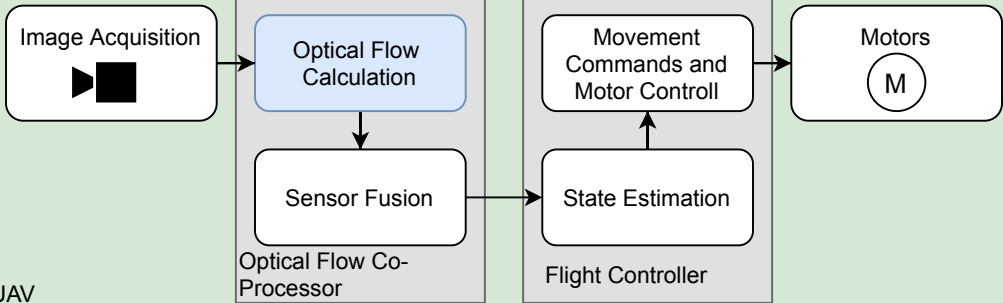 Image Acquisition
Optical Flow
Calculation
Movement
Commands and
Motor Controll
Motors
M
Sensor Fusion
State Estimation
Optical Flow Co-
Processor
Flight Controller
UAV